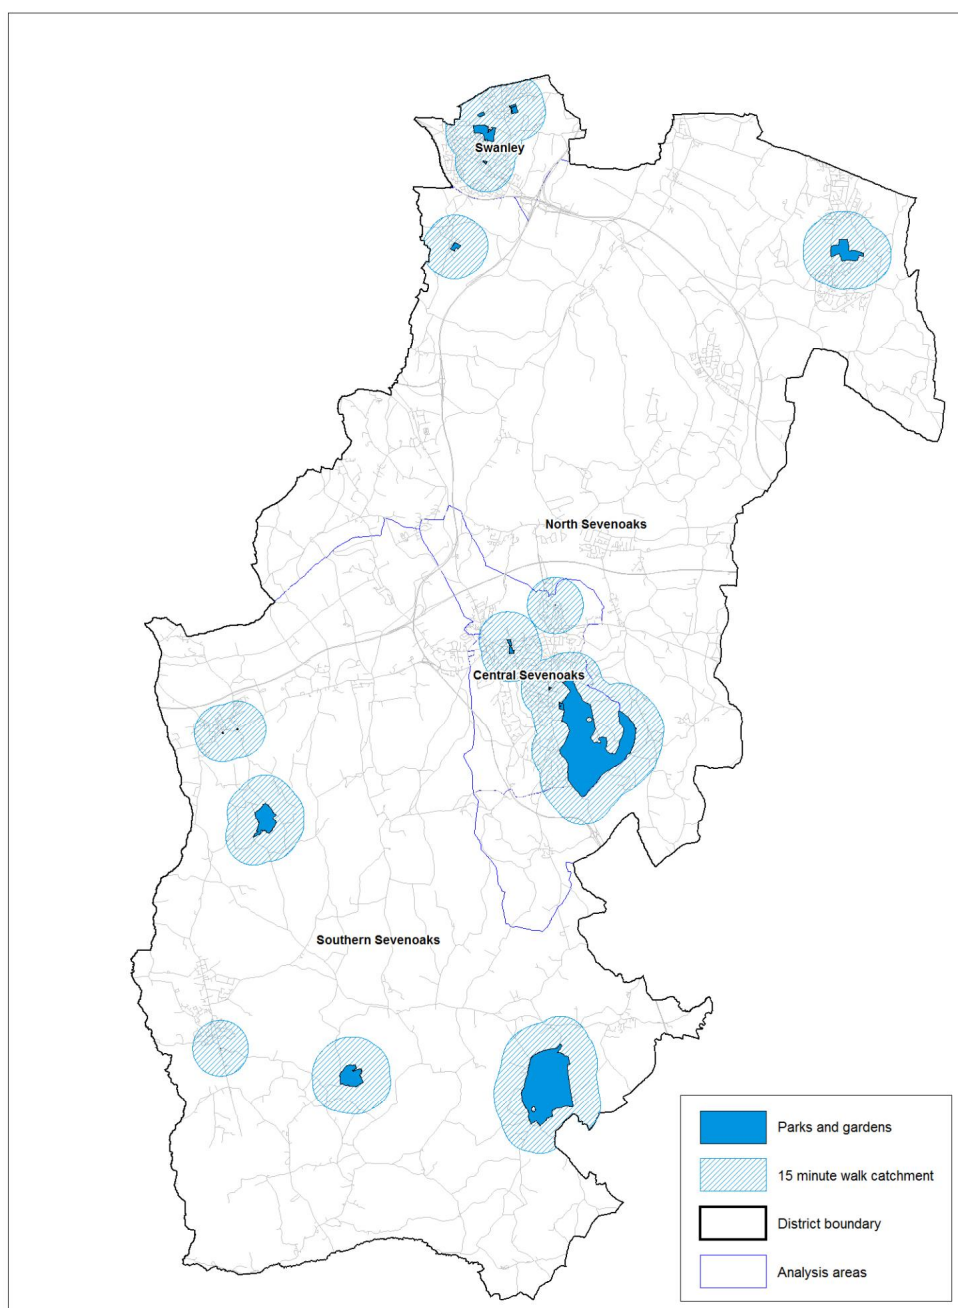 Swanley
North Sevenoaks
Central Sevenoaks
Southern Sevenoaks
Parks and gardens
15 minute walk catchment
District boundary
Analysis areas